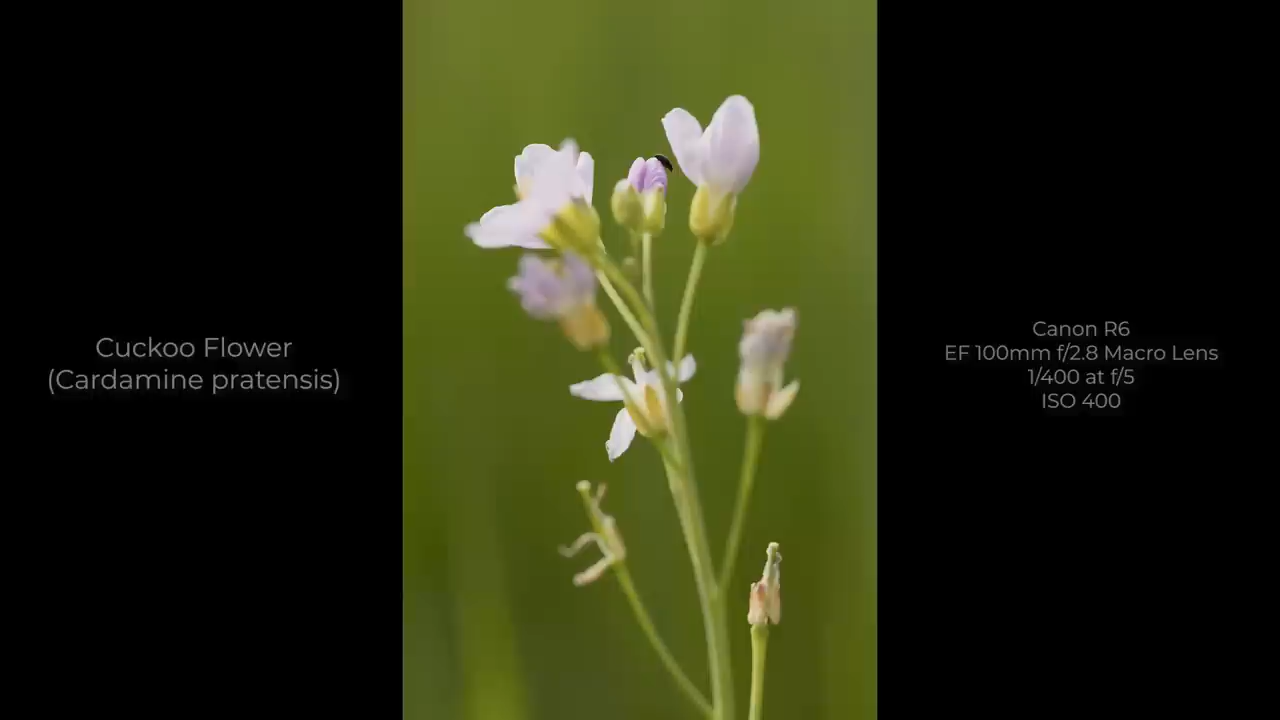 Cuckoo Flower
(Cardamine pratensis)
Canon R6
EF 100mm f/2.8 Macro Lens
1/400 at f/5
ISO 400